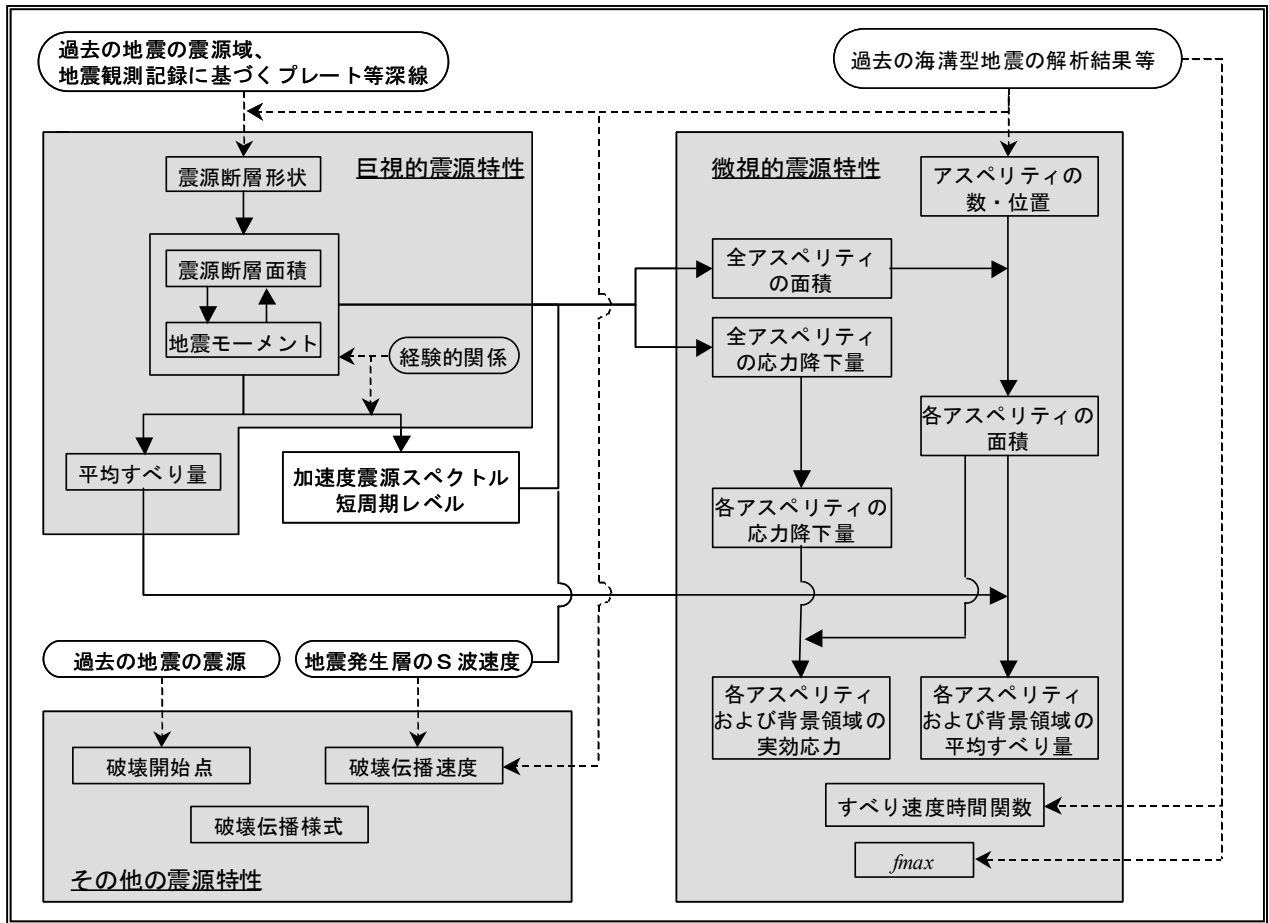 過去の地震の震源域、
地震観測記録に基づくプレート等深線
過去の海溝型地震の解析結果等
巨視的震源特性
震源断層形状
震源断層面積
地震モーメント
経験的関係
平均すべり量
加速度震源スペクトル
短周期レベル
微視的震源特性
アスペリティの
数・位置
全アスペリティ
の面積
全アスペリティ
の応力降下量
各アスペリティの
面積
各アスペリティの
応力降下量
各アスペリティ
および背景領域の
実効応力
各アスペリティ
および背景領域の
平均すべり量
すべり速度時間関数
fmax
過去の地震の震源
地震発生層のS波速度
破壊開始点
破壊伝播速度
破壊伝播様式
その他の震源特性